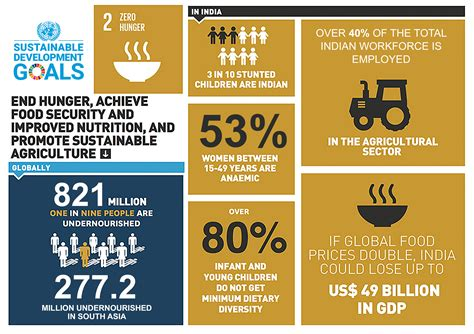 SUSTAINABLE
DEVELOPMENT
GOALS
2 ZERO
HUNGER
END HUNGER, ACHIEVE
FOOD SECURITY AND
IMPROVED NUTRITION, AND
PROMOTE SUSTAINABLE
AGRICULTURE
GLOBALLY
821 MILLION
ONE IN NINE PEOPLE ARE
UNDERNOURISHED
277.2
MILLION UNDERNOURISHED
IN SOUTH ASIA
IN INDIA
3 IN 10 STUNTED
CHILDREN ARE INDIAN
53%
WOMEN BETWEEN
15-49 YEARS ARE
ANAEMIC
OVER
80%
INFANT AND
YOUNG CHILDREN
DO NOT GET
MINIMUM DIETARY
DIVERSITY
OVER 40% OF THE TOTAL
INDIAN WORKFORCE IS
EMPLOYED
IN THE AGRICULTURAL
SECTOR
IF GLOBAL FOOD
PRICES DOUBLE, INDIA
COULD LOSE UP TO
US$ 49 BILLION
IN GDP